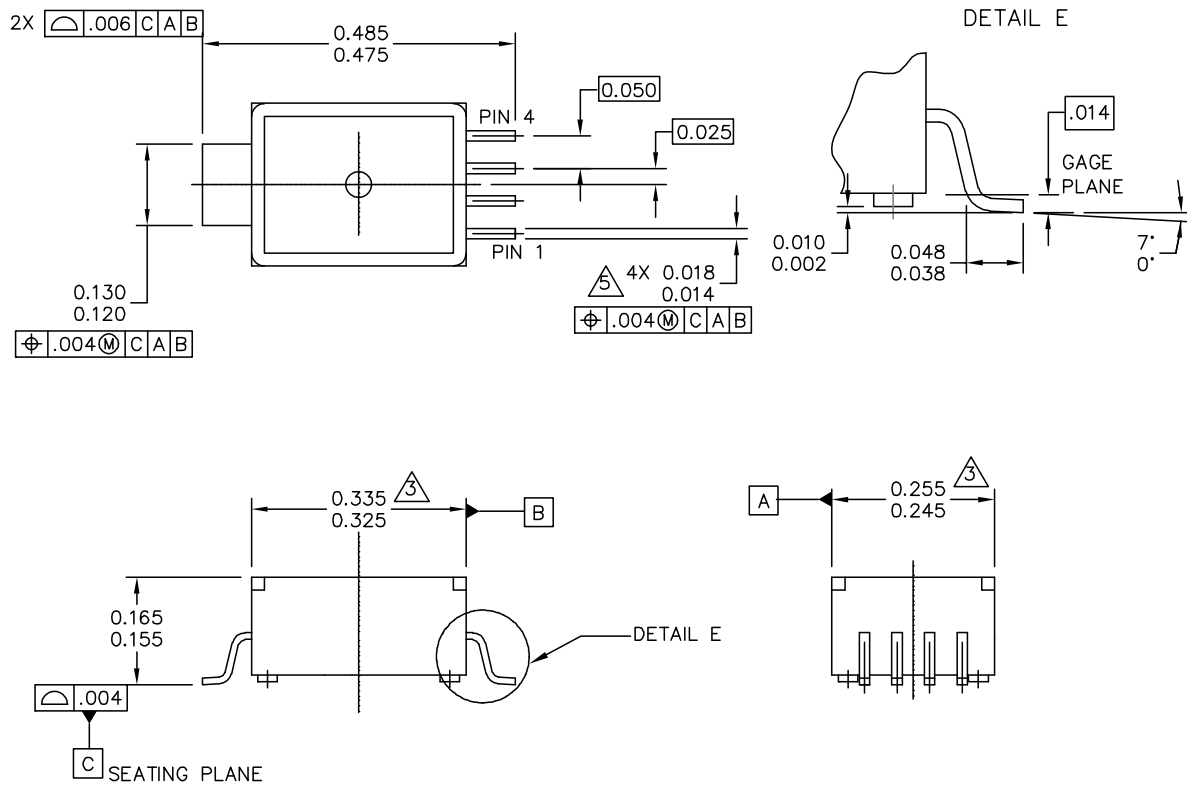 2X ⌓ .006 C A B
0.485
0.475
DETAIL E
0.050
PIN 4
0.025
.014
GAGE
PLANE
PIN 1
0.010
0.002
0.048
0.038
7°
0°
0.130
0.120
⌖ .004 Ⓜ C A B
5 4X 0.018
0.014
⌖ .004 Ⓜ C A B
0.335 3
0.325
B
A
0.255 3
0.245
0.165
0.155
DETAIL E
⌓ .004
C SEATING PLANE